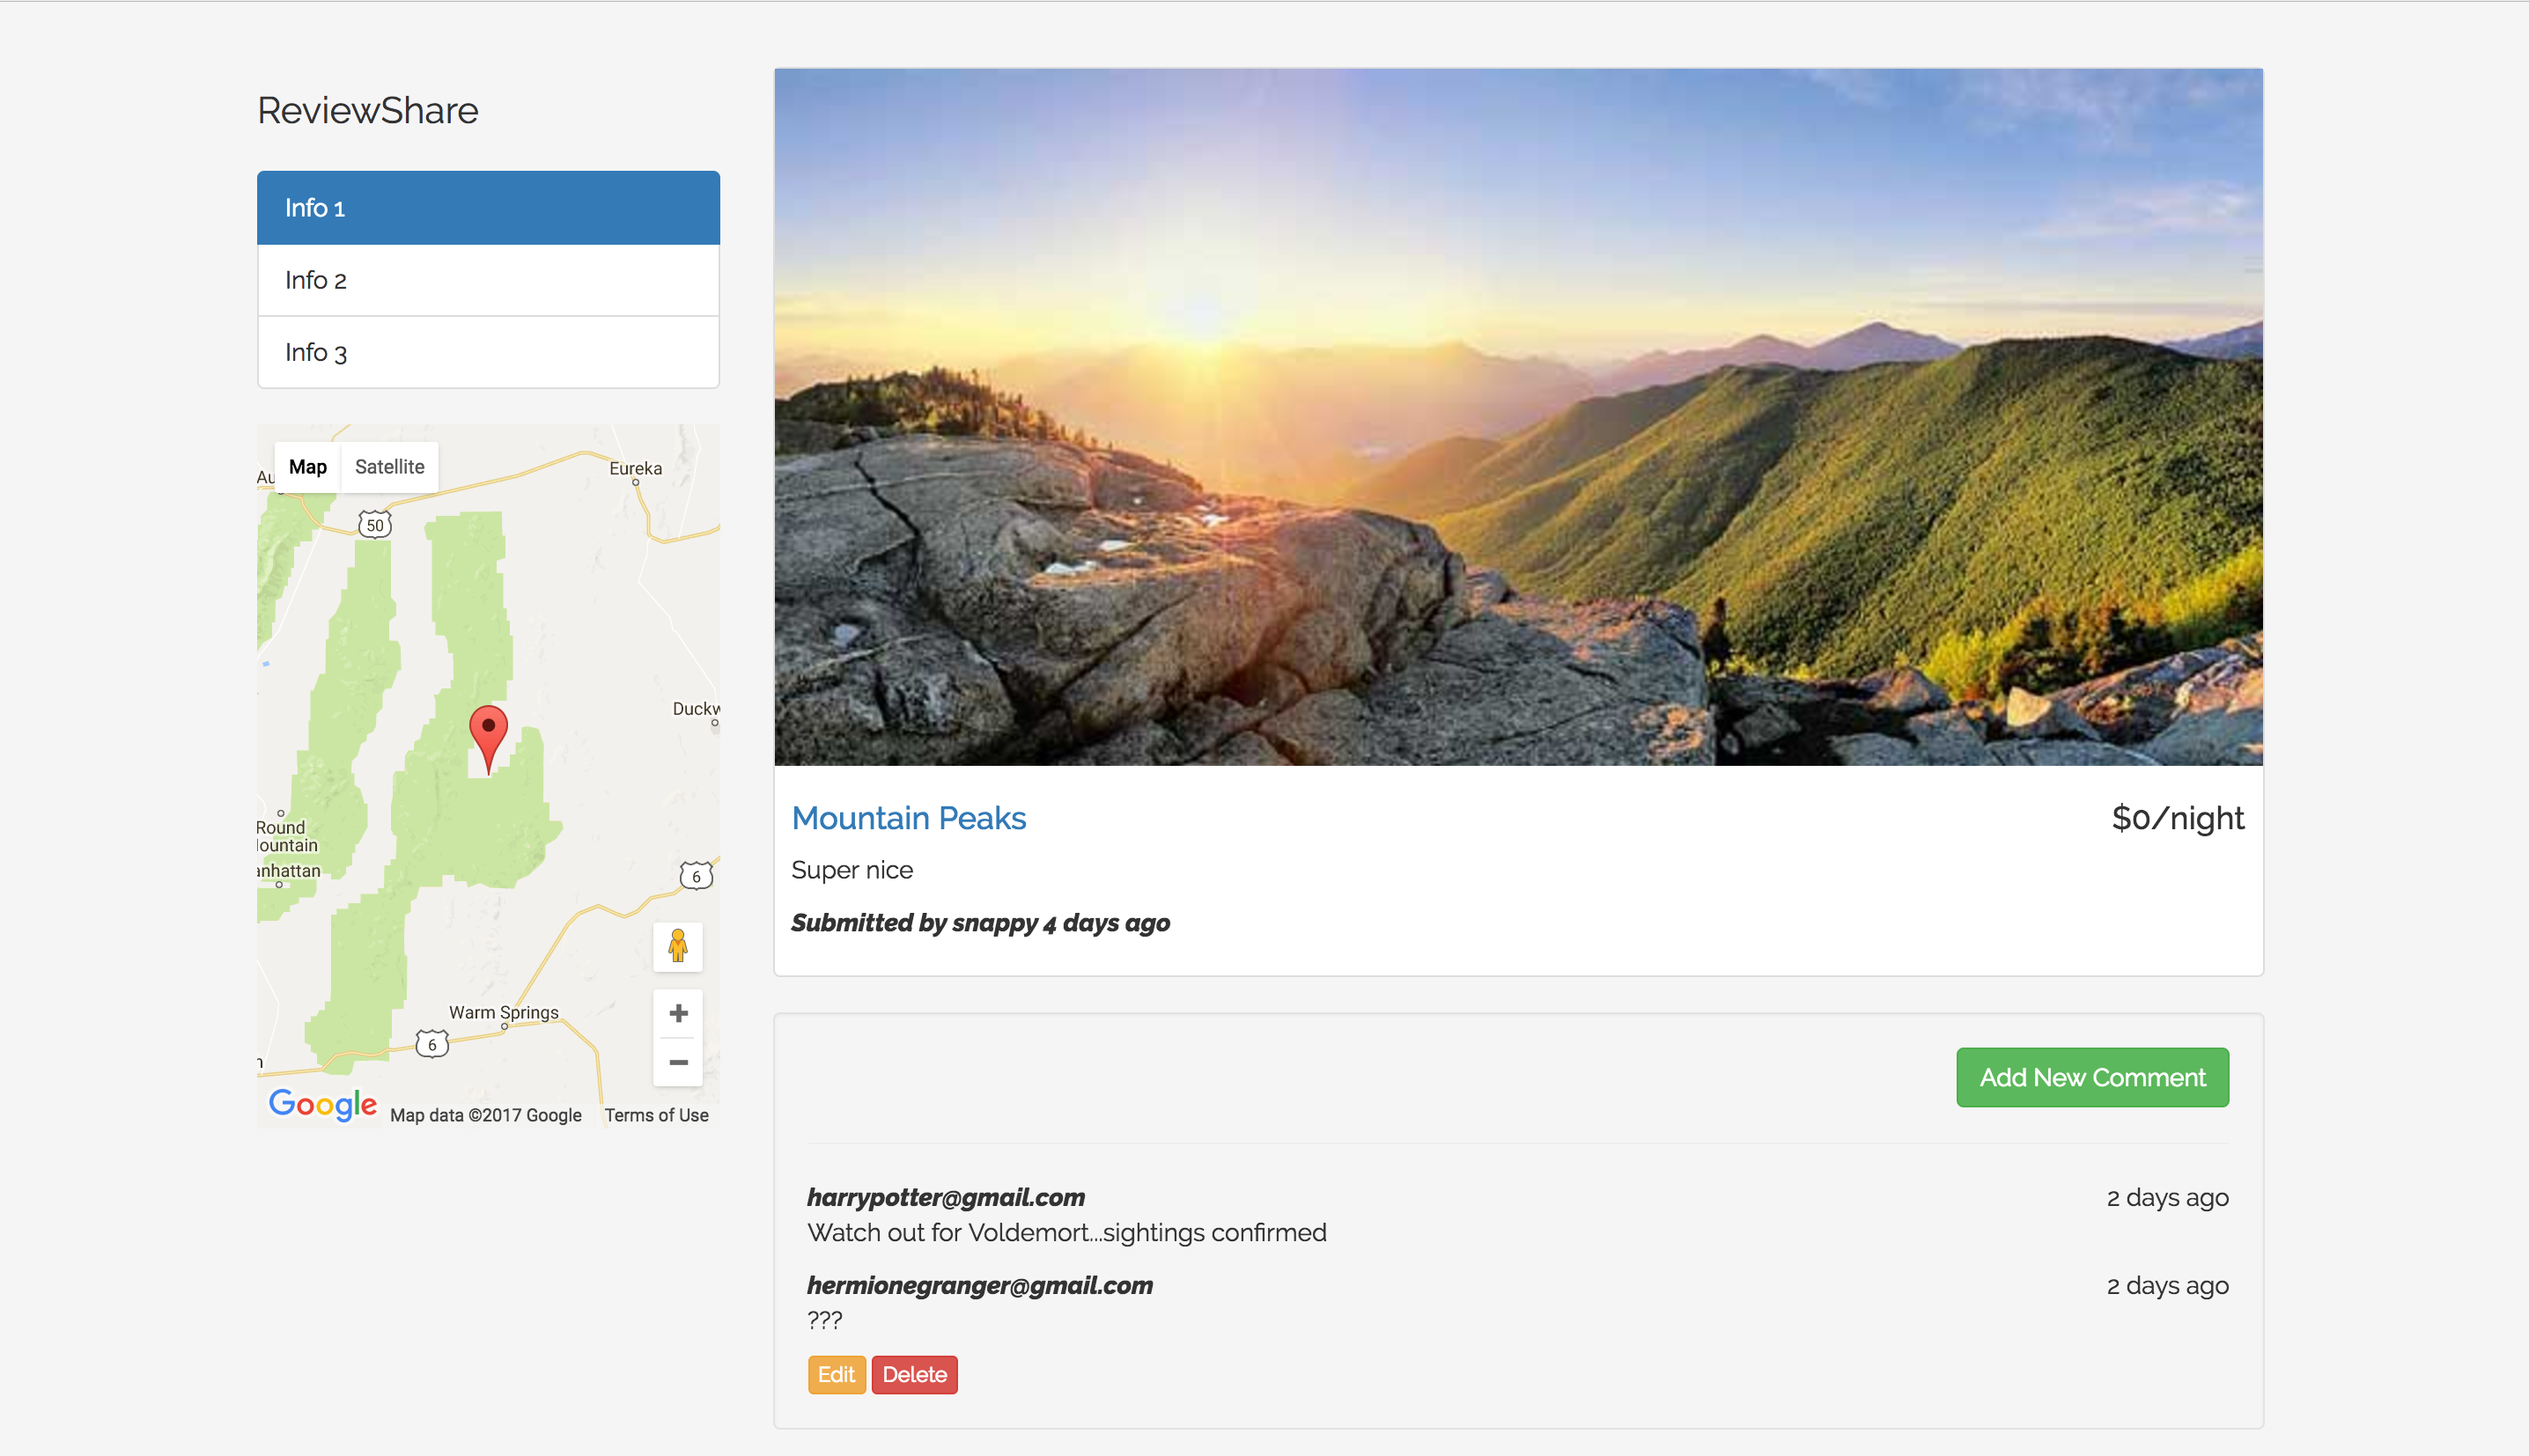 ReviewShare
Info 1
Info 2
Info 3
Map Satellite
Au
Eureka
50
Duckw
Round
lountain
anhattan
6
Warm Springs
6
n
Google Map data ©2017 Google Terms of Use
Mountain Peaks $0/night
Super nice
Submitted by snappy 4 days ago
Add New Comment
harrypotter@gmail.com 2 days ago
Watch out for Voldemort...sightings confirmed
hermionegranger@gmail.com 2 days ago
???
Edit Delete